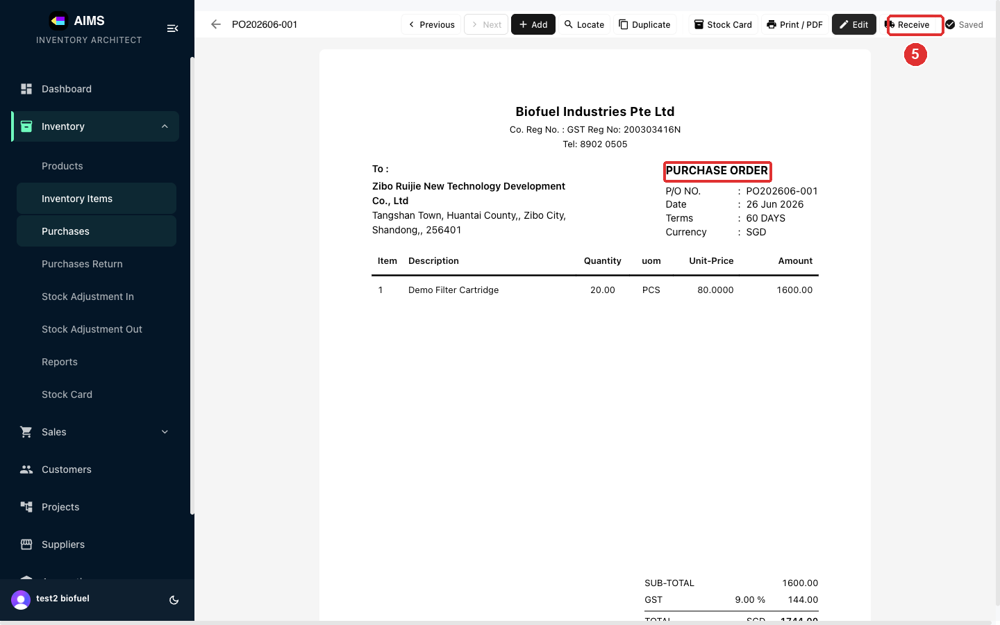 AIMS
INVENTORY ARCHITECT
Dashboard
Inventory
Products
Inventory Items
Purchases
Purchases Return
Stock Adjustment In
Stock Adjustment Out
Reports
Stock Card
Sales
Customers
Projects
Suppliers
test2 biofuel
PO202606-001
Previous
Next
Add
Locate
Duplicate
Stock Card
Print / PDF
Edit
Receive
Saved
5
Biofuel Industries Pte Ltd
Co. Reg No. : GST Reg No: 200303416N
Tel: 8902 0505
To :
Zibo Ruijie New Technology Development
Co., Ltd
Tangshan Town, Huantai County,, Zibo City,
Shandong,, 256401
PURCHASE ORDER
P/O NO. : PO202606-001
Date : 26 Jun 2026
Terms : 60 DAYS
Currency : SGD
Item Description Quantity uom Unit-Price Amount
1 Demo Filter Cartridge 20.00 PCS 80.0000 1600.00
SUB-TOTAL 1600.00
GST 9.00 % 144.00
TOTAL SGD 1744.00